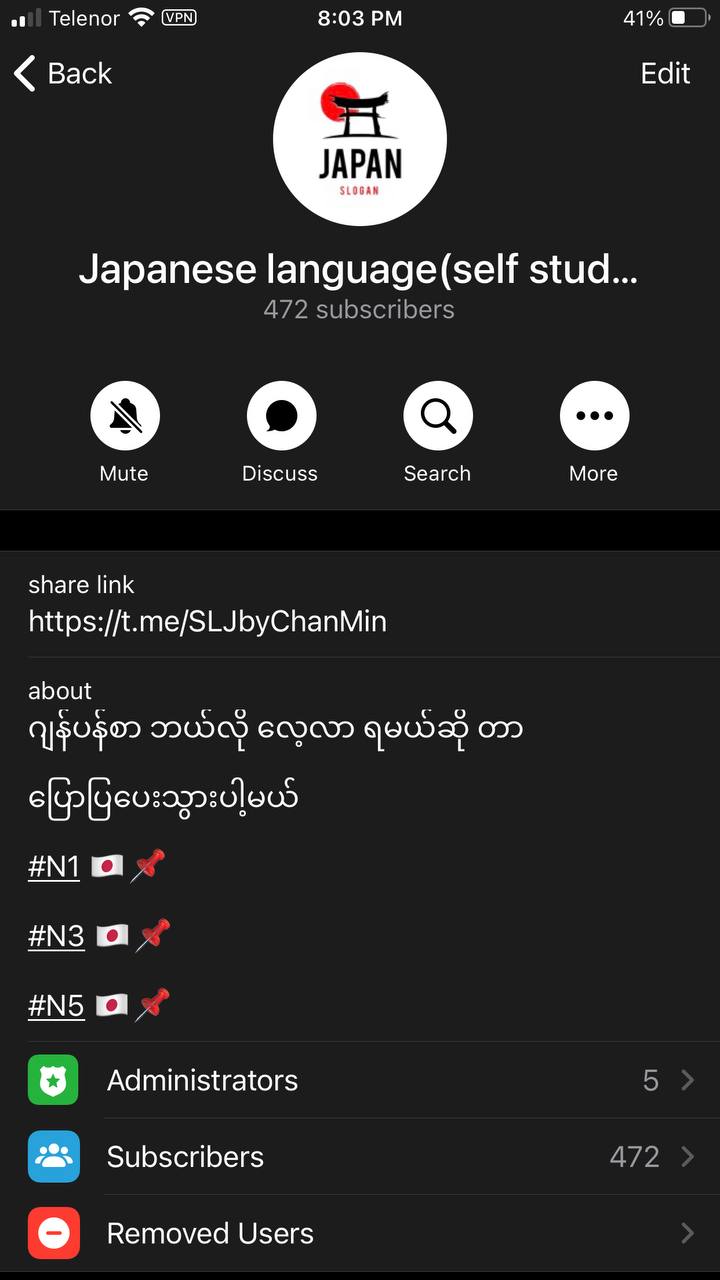 Telenor VPN 8:03 PM 41%
Back Edit
JAPAN
SLOGAN
Japanese language(self stud...
472 subscribers
Mute Discuss Search More
share link
https://t.me/SLJbyChanMin
about
ဂျန်ပန်စာ ဘယ်လို လေ့လာ ရမယ်ဆို တာ
ပြောပြပေးသွားပါ့မယ်
#N1 🇯🇵📌
#N3 🇯🇵📌
#N5 🇯🇵📌
Administrators 5
Subscribers 472
Removed Users